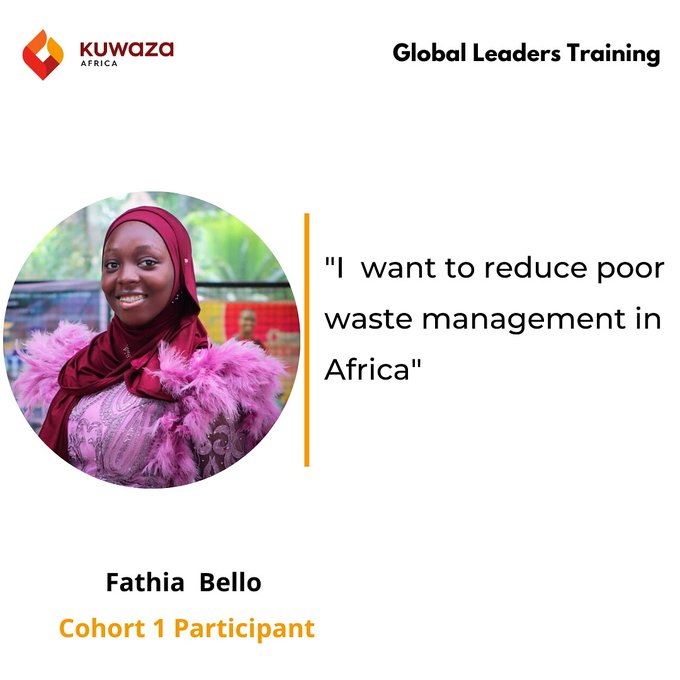 KUWAZA
AFRICA
Global Leaders Training
"I want to reduce poor
waste management in
Africa"
Fathia Bello
Cohort 1 Participant